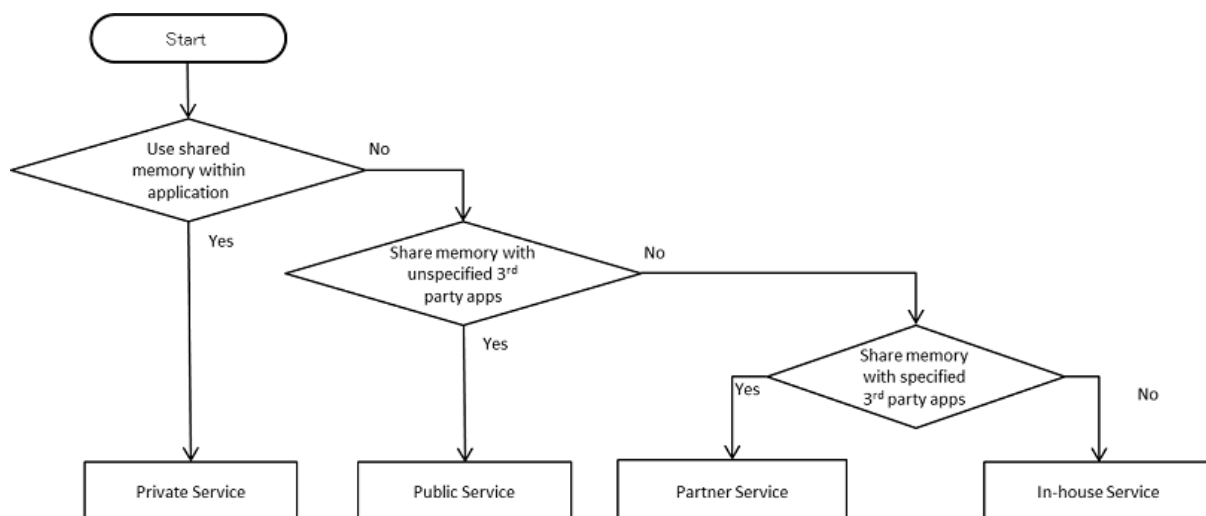 Start
Use shared
memory within
application
No
Yes
Share memory with
unspecified 3rd
party apps
No
Yes
Share memory
with specified
3rd party apps
Yes
No
Private Service
Public Service
Partner Service
In-house Service